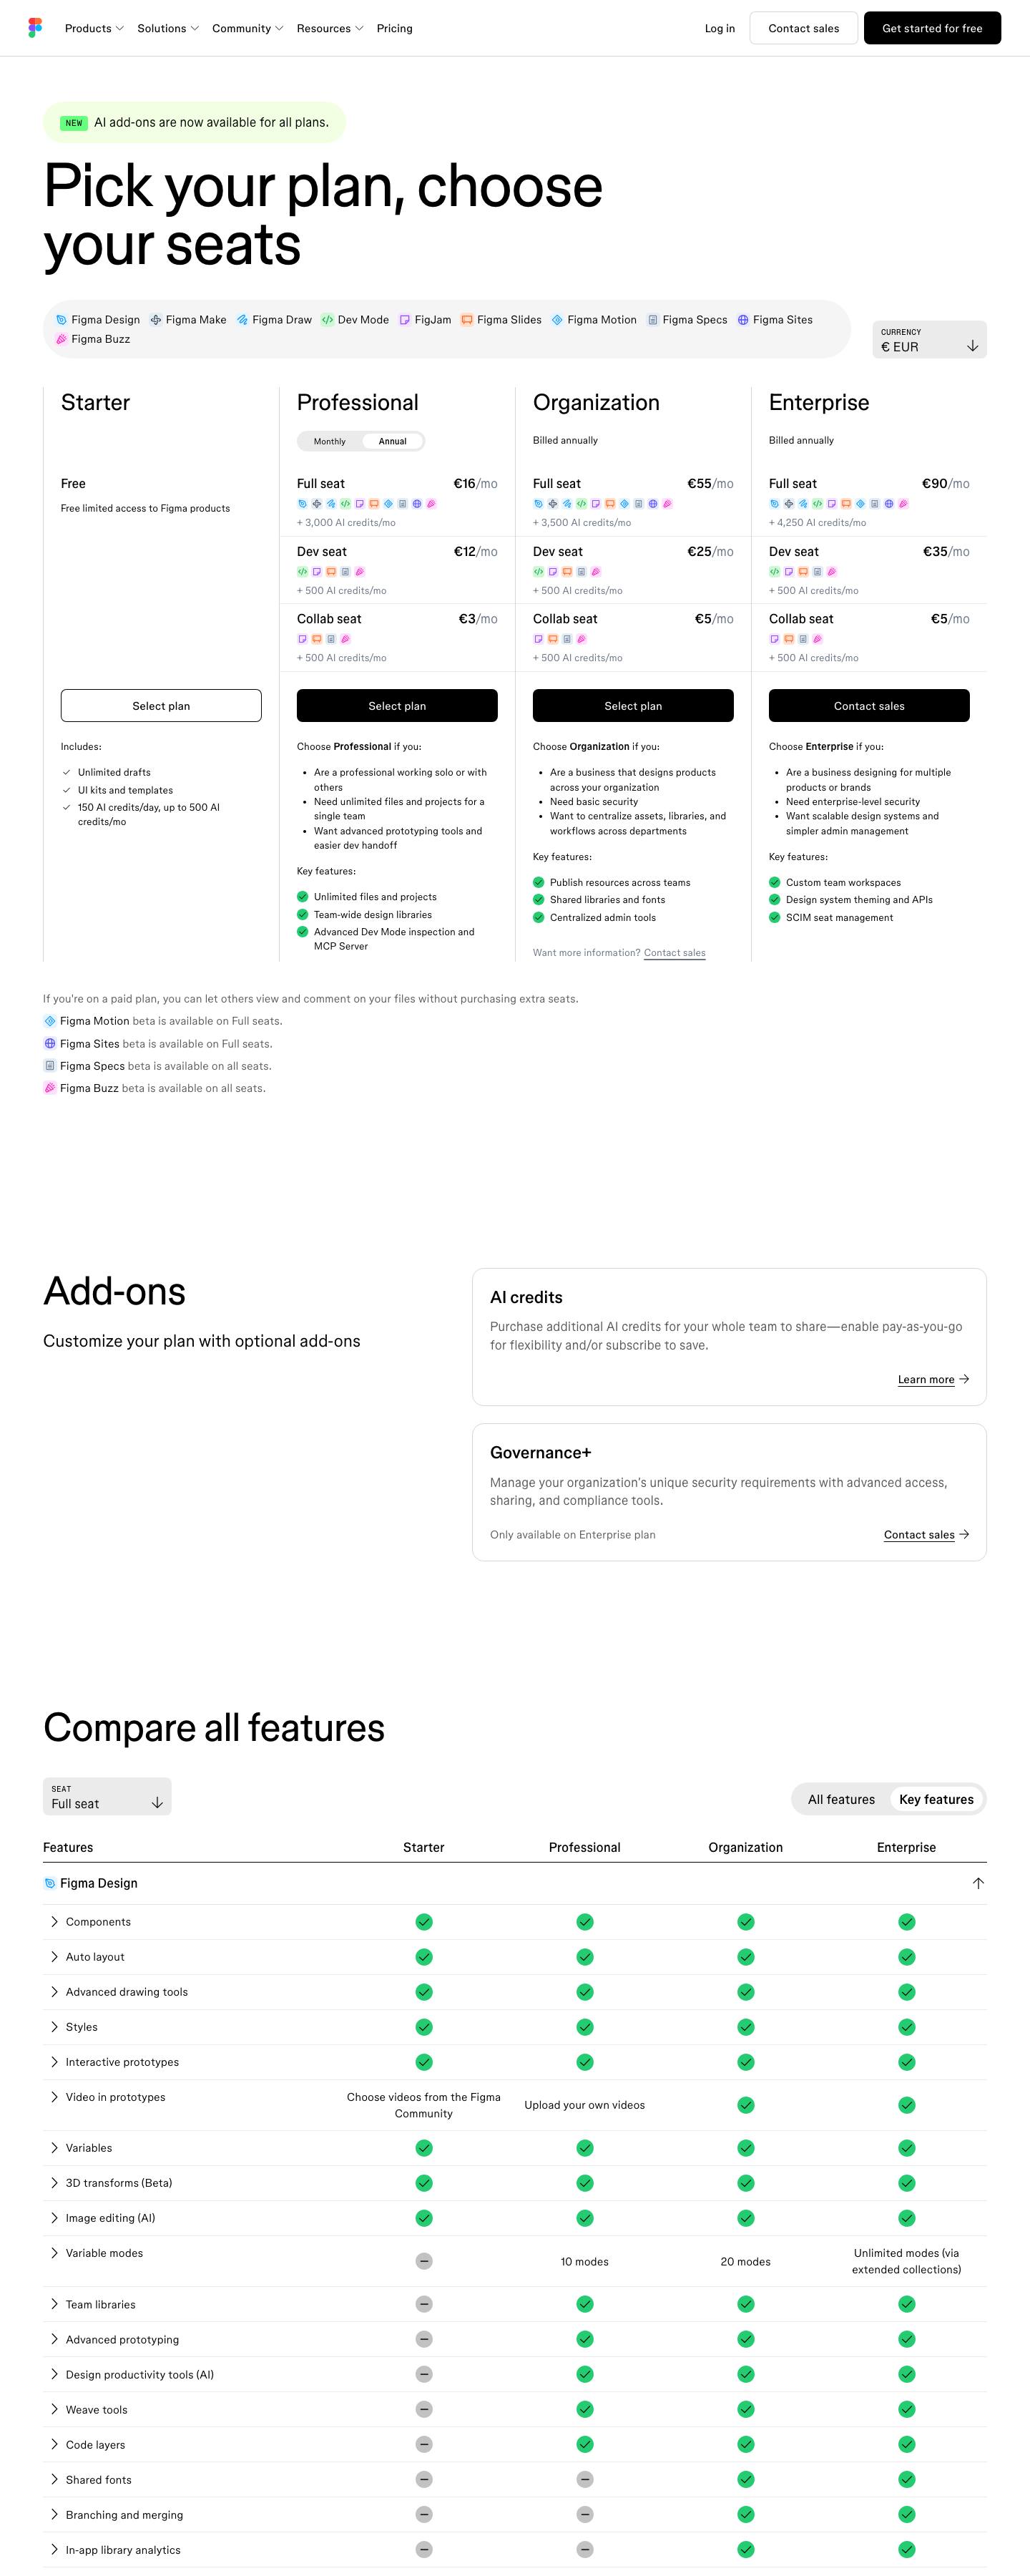 Products Solutions Community Resources Pricing Log in Contact sales Get started for free
NEW AI add-ons are now available for all plans.
Pick your plan, choose
your seats
Figma Design Figma Make Figma Draw Dev Mode FigJam Figma Slides Figma Motion Figma Specs Figma Sites
Figma Buzz
CURRENCY
€ EUR
Starter
Free
Free limited access to Figma products
Select plan
Includes:
Unlimited drafts
UI kits and templates
150 AI credits/day, up to 500 AI
credits/mo
Professional
Monthly Annual
Full seat €16/mo
+ 3,000 AI credits/mo
Dev seat €12/mo
+ 500 AI credits/mo
Collab seat €3/mo
+ 500 AI credits/mo
Select plan
Choose Professional if you:
• Are a professional working solo or with
others
• Need unlimited files and projects for a
single team
• Want advanced prototyping tools and
easier dev handoff
Key features:
Unlimited files and projects
Team-wide design libraries
Advanced Dev Mode inspection and
MCP Server
Organization
Billed annually
Full seat €55/mo
+ 3,500 AI credits/mo
Dev seat €25/mo
+ 500 AI credits/mo
Collab seat €5/mo
+ 500 AI credits/mo
Select plan
Choose Organization if you:
• Are a business that designs products
across your organization
• Need basic security
• Want to centralize assets, libraries, and
workflows across departments
Key features:
Publish resources across teams
Shared libraries and fonts
Centralized admin tools
Want more information? Contact sales
Enterprise
Billed annually
Full seat €90/mo
+ 4,250 AI credits/mo
Dev seat €35/mo
+ 500 AI credits/mo
Collab seat €5/mo
+ 500 AI credits/mo
Contact sales
Choose Enterprise if you:
• Are a business designing for multiple
products or brands
• Need enterprise-level security
• Want scalable design systems and
simpler admin management
Key features:
Custom team workspaces
Design system theming and APIs
SCIM seat management
If you're on a paid plan, you can let others view and comment on your files without purchasing extra seats.
Figma Motion beta is available on Full seats.
Figma Sites beta is available on Full seats.
Figma Specs beta is available on all seats.
Figma Buzz beta is available on all seats.
Add-ons
Customize your plan with optional add-ons
AI credits
Purchase additional AI credits for your whole team to share—enable pay-as-you-go
for flexibility and/or subscribe to save.
Learn more
Governance+
Manage your organization's unique security requirements with advanced access,
sharing, and compliance tools.
Only available on Enterprise plan Contact sales
Compare all features
SEAT
Full seat
All features Key features
Features Starter Professional Organization Enterprise
Figma Design
Components
Auto layout
Advanced drawing tools
Styles
Interactive prototypes
Video in prototypes Choose videos from the Figma
Community Upload your own videos
Variables
3D transforms (Beta)
Image editing (AI)
Variable modes 10 modes 20 modes Unlimited modes (via
extended collections)
Team libraries
Advanced prototyping
Design productivity tools (AI)
Weave tools
Code layers
Shared fonts
Branching and merging
In-app library analytics